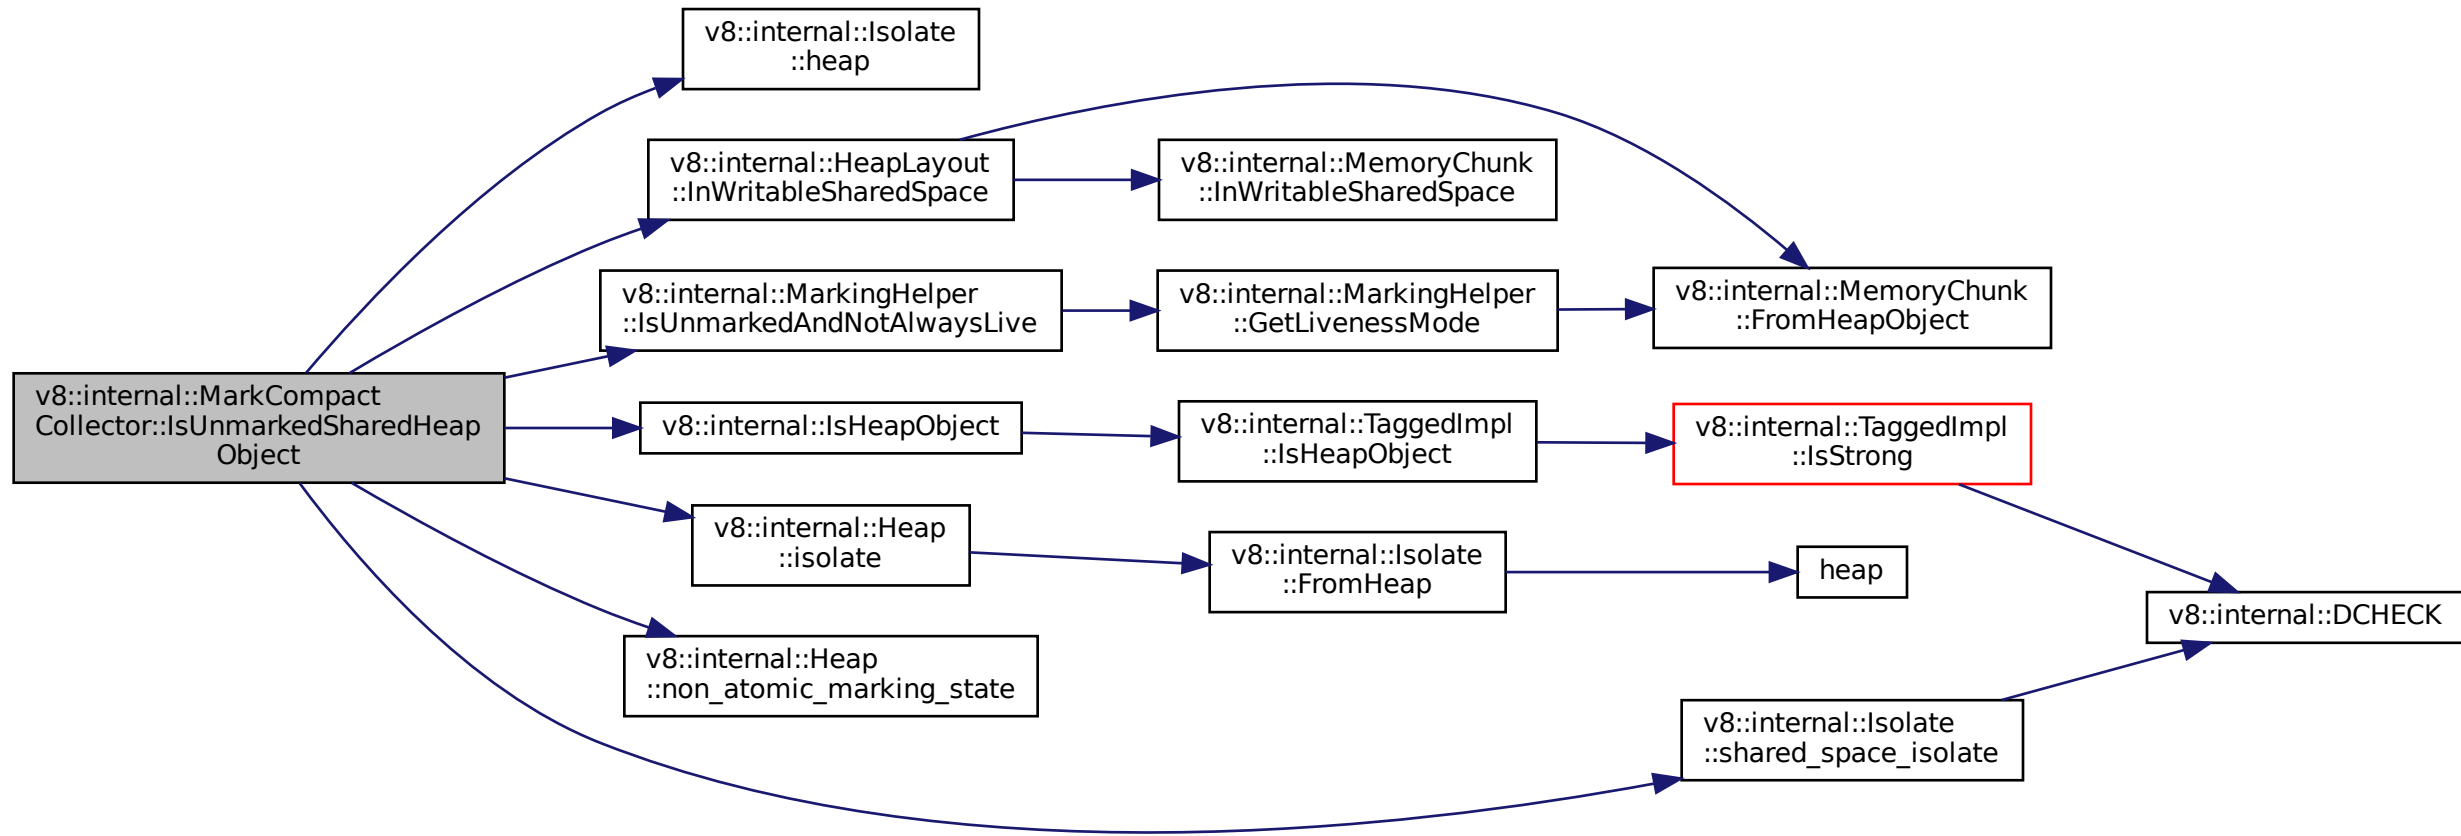 v8::internal::Isolate
::heap
v8::internal::HeapLayout
::InWritableSharedSpace
v8::internal::MemoryChunk
::InWritableSharedSpace
v8::internal::MarkingHelper
::IsUnmarkedAndNotAlwaysLive
v8::internal::MarkingHelper
::GetLivenessMode
v8::internal::MemoryChunk
::FromHeapObject
v8::internal::MarkCompact
Collector::IsUnmarkedSharedHeap
Object
v8::internal::IsHeapObject
v8::internal::TaggedImpl
::IsHeapObject
v8::internal::TaggedImpl
::IsStrong
v8::internal::Heap
::isolate
v8::internal::Isolate
::FromHeap
heap
v8::internal::DCHECK
v8::internal::Heap
::non_atomic_marking_state
v8::internal::Isolate
::shared_space_isolate